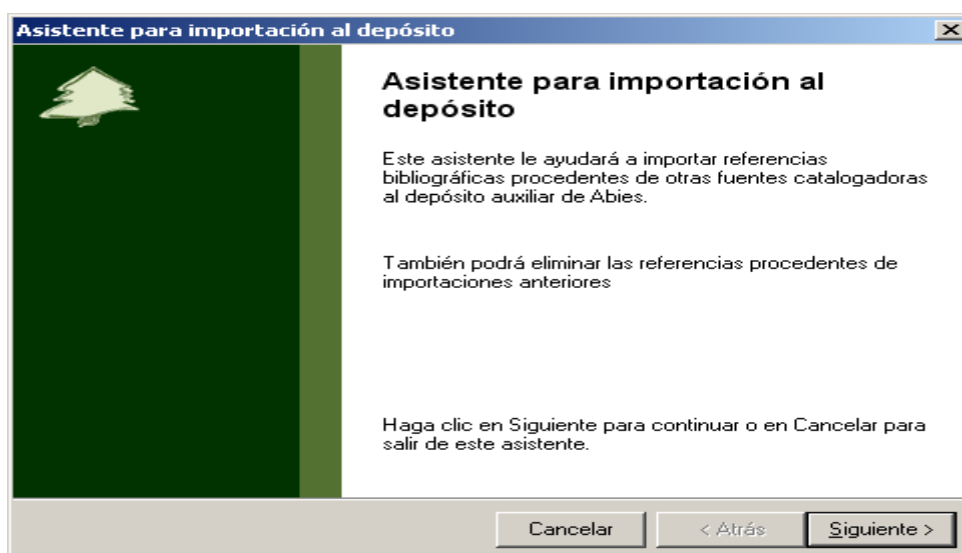 Asistente para importación al depósito
Asistente para importación al
depósito
Este asistente le ayudará a importar referencias
bibliográficas procedentes de otras fuentes catalogadoras
al depósito auxiliar de Abies.
También podrá eliminar las referencias procedentes de
importaciones anteriores
Haga clic en Siguiente para continuar o en Cancelar para
salir de este asistente.
Cancelar < Atrás Siguiente >